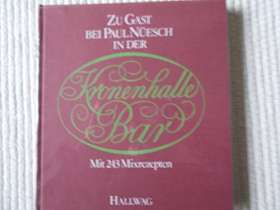 ZU GAST
BEI PAUL NÜESCH
IN DER
Kronenhalle
Bar
Mit 243 Mixrezepten
HALLWAG